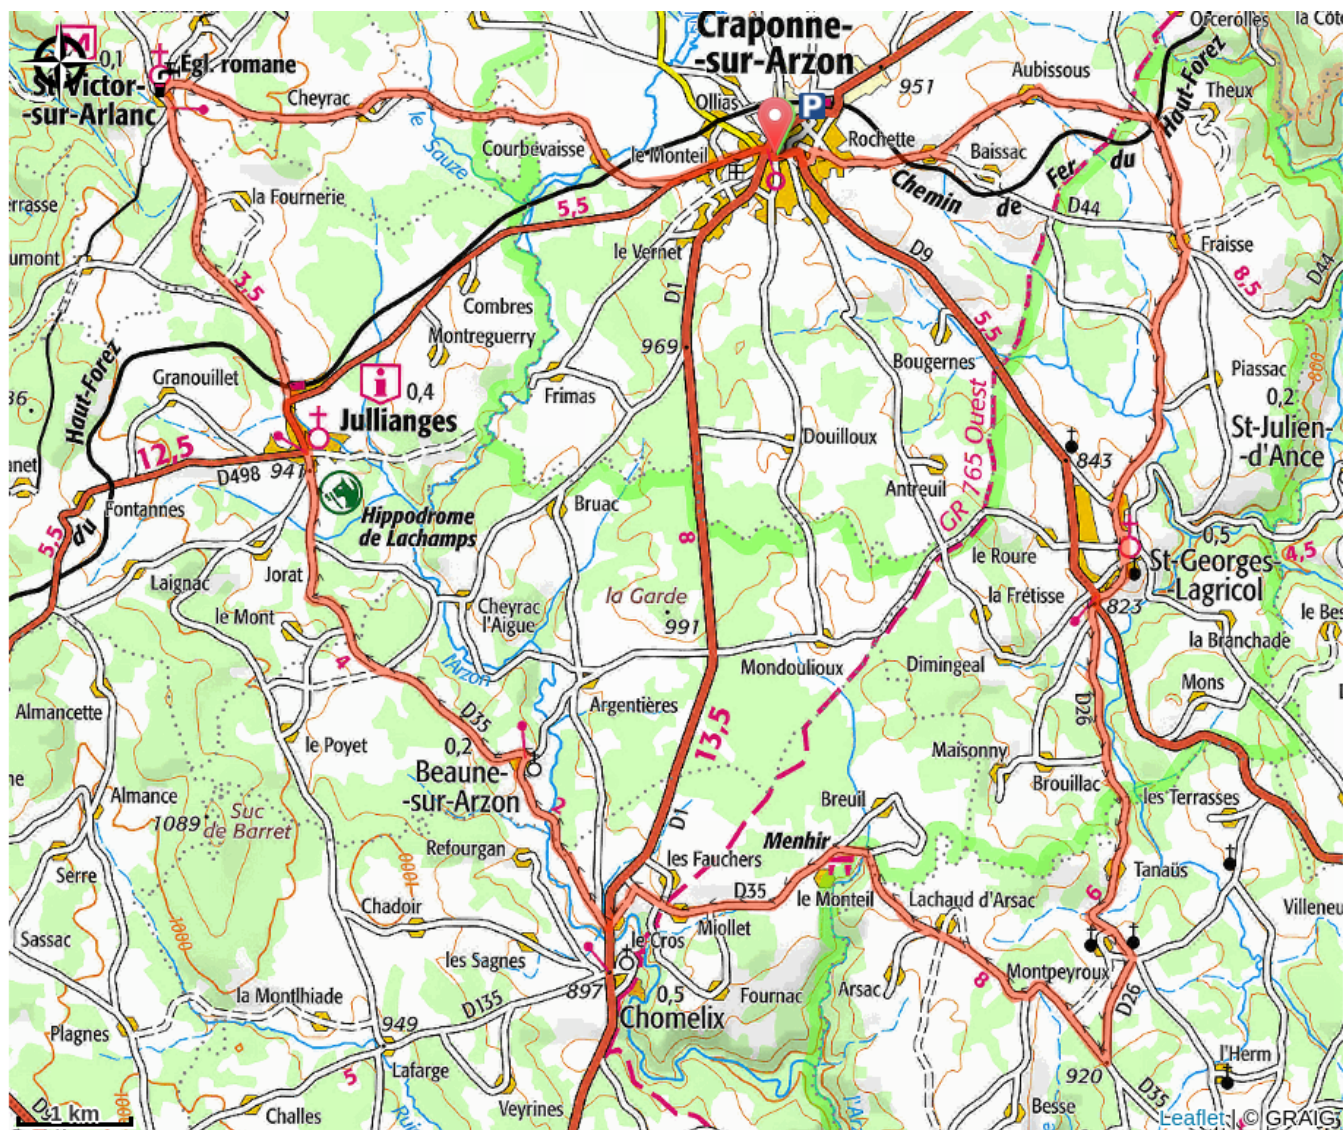 Craponne-
-sur-Arzon
Orcerolles
la Côte
M
0,1
Égl. romane
St-Victor-
-sur-Arlanc
Cheyrac
le
Sauze
Courbevaisse
le Monteil
Ollias
P
951
Aubissous
Theux
Haut-Forez
Rochette
Baissac
du
Fer
de
Chemin
D44
la Fournerie
5,5
le Vernet
D9
Fraisse
8,5
D44
3,5
Combres
Montreguerry
D1
969
5,5
Bougernes
Piassac
800
Haut-Forez
Granouillet
i
0,4
Jullianges
Frimas
GR 765 Ouest
0,2
St-Julien-
-d'Ance
12,5
D498
941
Douilloux
843
Antreuil
Fontannes
du
5,5
Hippodrome
de Lachamps
Bruac
8
le Roure
0,5
St-Georges-
-Lagricol
4,5
Laignac
Jorat
le Mont
Cheyrac
l'Aigue
la Garde
991
la Frétisse
823
la Branchade
le Bes
4
l'Arzon
Mondoulioux
Dimingeal
Mons
Almancette
D35
Argentières
13,5
D26
le Poyet
0,2
Beaune-
-sur-Arzon
Maisonny
Brouillac
les Terrasses
Almance
1089
Suc
de Barret
2
D1
Breuil
Menhir
Refourgan
les Fauchers
Serre
1000
D35
le Monteil
Lachaud d'Arsac
Tanaüs
6
Chadoir
Miollet
Villeneu
Sassac
1000
le Cros
les Sagnes
8
Montpeyroux
la Montlhiade
D135
897
0,5
Chomelix
Fournac
Arsac
D26
Plagnes
949
5
Lafarge
920
l'Herm
D35
Challes
Veyrines
Besse
1 km
Leaflet | © GRAIG